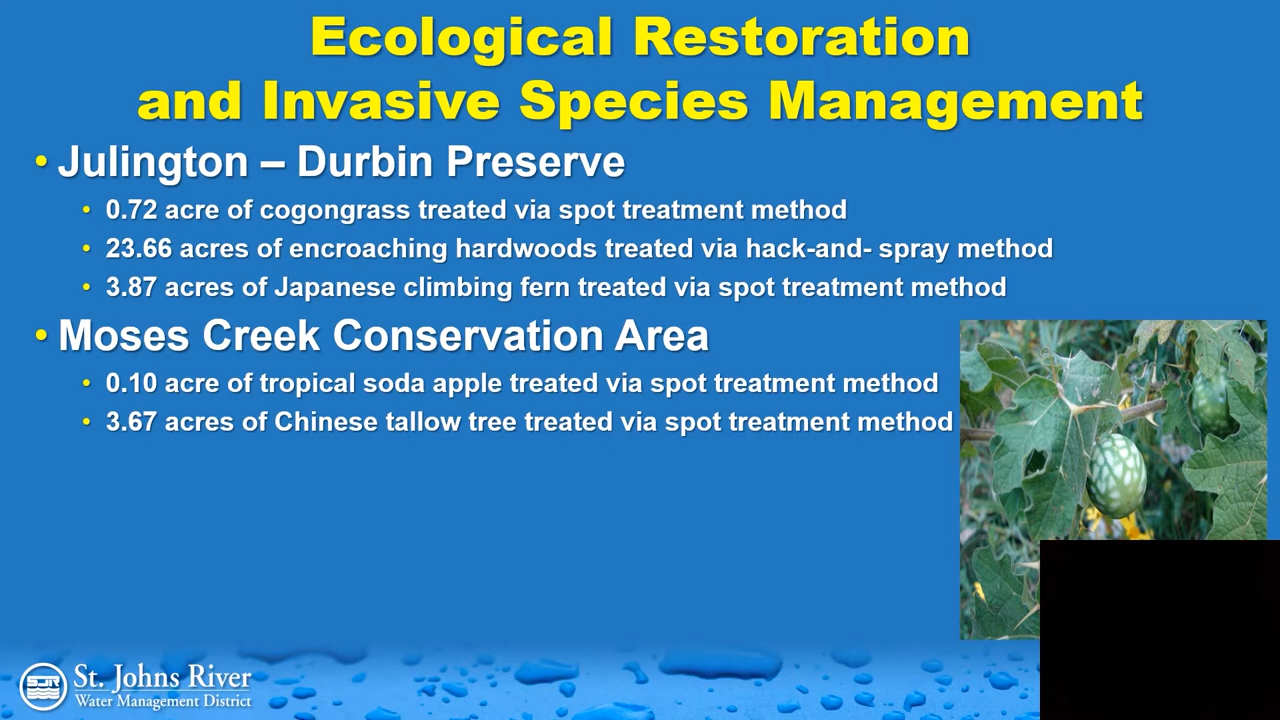 Ecological Restoration
and Invasive Species Management
• Julington – Durbin Preserve
• 0.72 acre of cogongrass treated via spot treatment method
• 23.66 acres of encroaching hardwoods treated via hack-and- spray method
• 3.87 acres of Japanese climbing fern treated via spot treatment method
• Moses Creek Conservation Area
• 0.10 acre of tropical soda apple treated via spot treatment method
• 3.67 acres of Chinese tallow tree treated via spot treatment method
SJR
St. Johns River
Water Management District